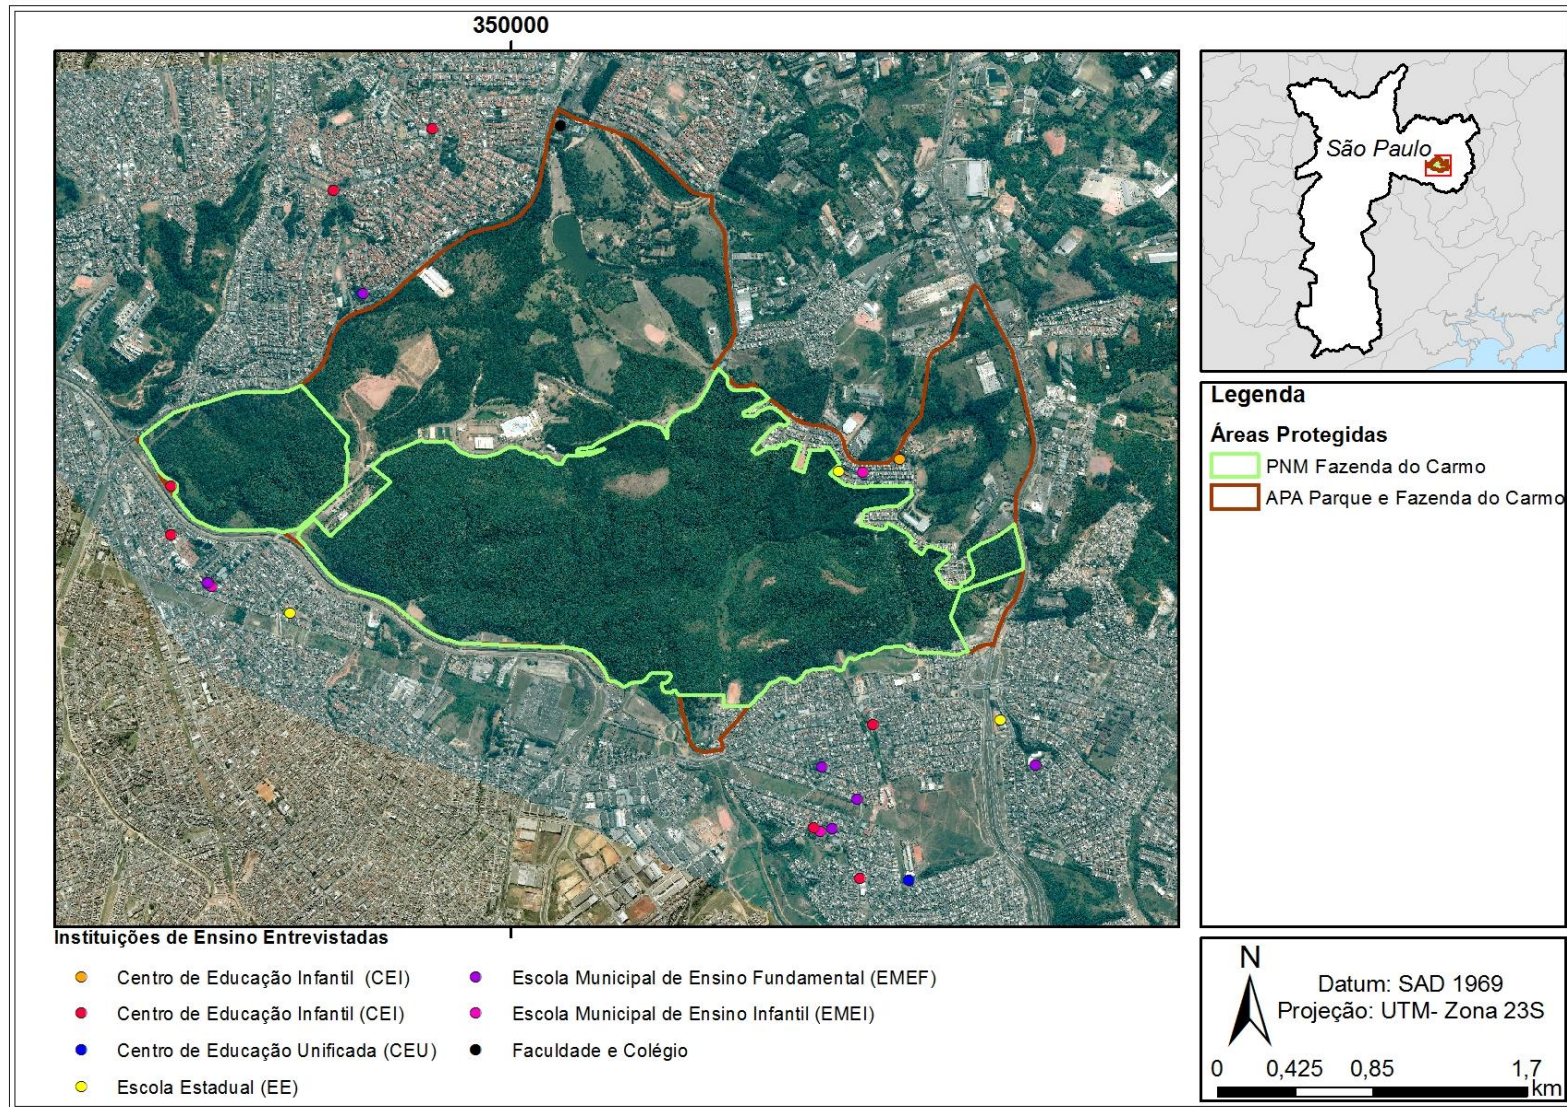 350000
São Paulo
Legenda
Áreas Protegidas
PNM Fazenda do Carmo
APA Parque e Fazenda do Carmo
Instituições de Ensino Entrevistadas
Centro de Educação Infantil (CEI)
Centro de Educação Infantil (CEI)
Centro de Educação Unificada (CEU)
Escola Estadual (EE)
Escola Municipal de Ensino Fundamental (EMEF)
Escola Municipal de Ensino Infantil (EMEI)
Faculdade e Colégio
N
Datum: SAD 1969
Projeção: UTM- Zona 23S
0 0,425 0,85 1,7
km